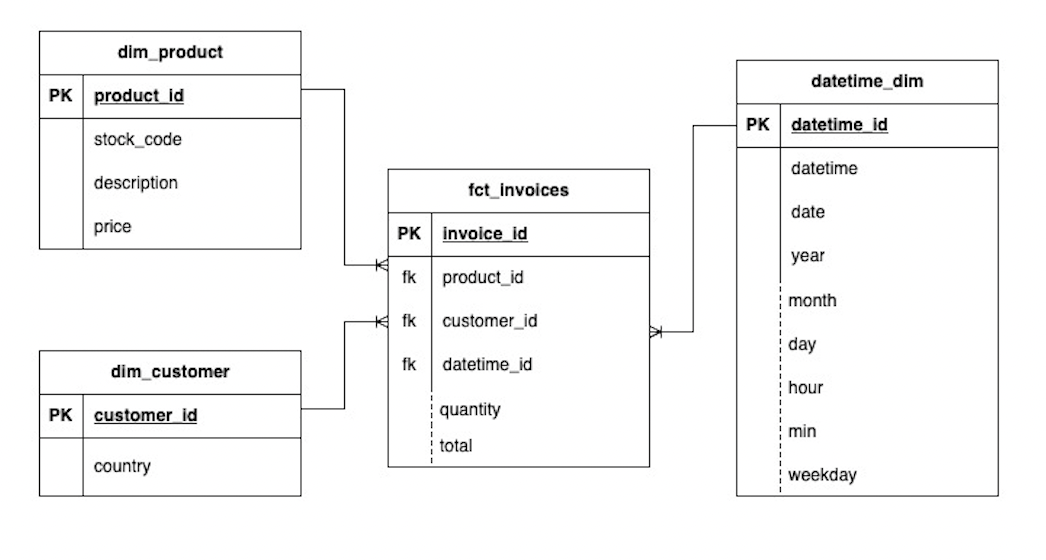 dim_product
PK product_id
stock_code
description
price
dim_customer
PK customer_id
country
fct_invoices
PK invoice_id
fk product_id
fk customer_id
fk datetime_id
quantity
total
datetime_dim
PK datetime_id
datetime
date
year
month
day
hour
min
weekday